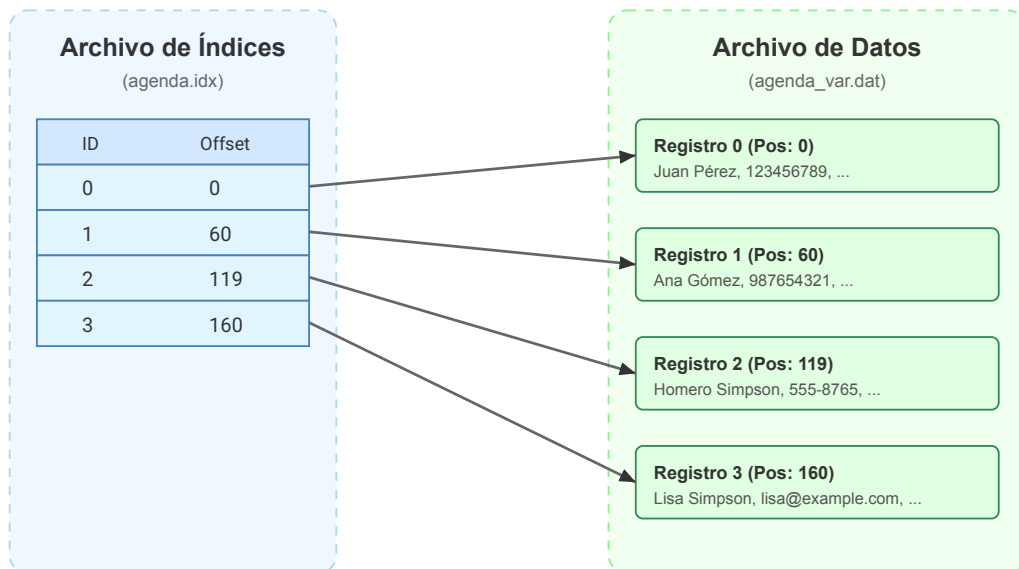 Archivo de Índices
(agenda.idx)
ID Offset
0 0
1 60
2 119
3 160
Archivo de Datos
(agenda_var.dat)
Registro 0 (Pos: 0)
Juan Pérez, 123456789, ...
Registro 1 (Pos: 60)
Ana Gómez, 987654321, ...
Registro 2 (Pos: 119)
Homero Simpson, 555-8765, ...
Registro 3 (Pos: 160)
Lisa Simpson, lisa@example.com, ...